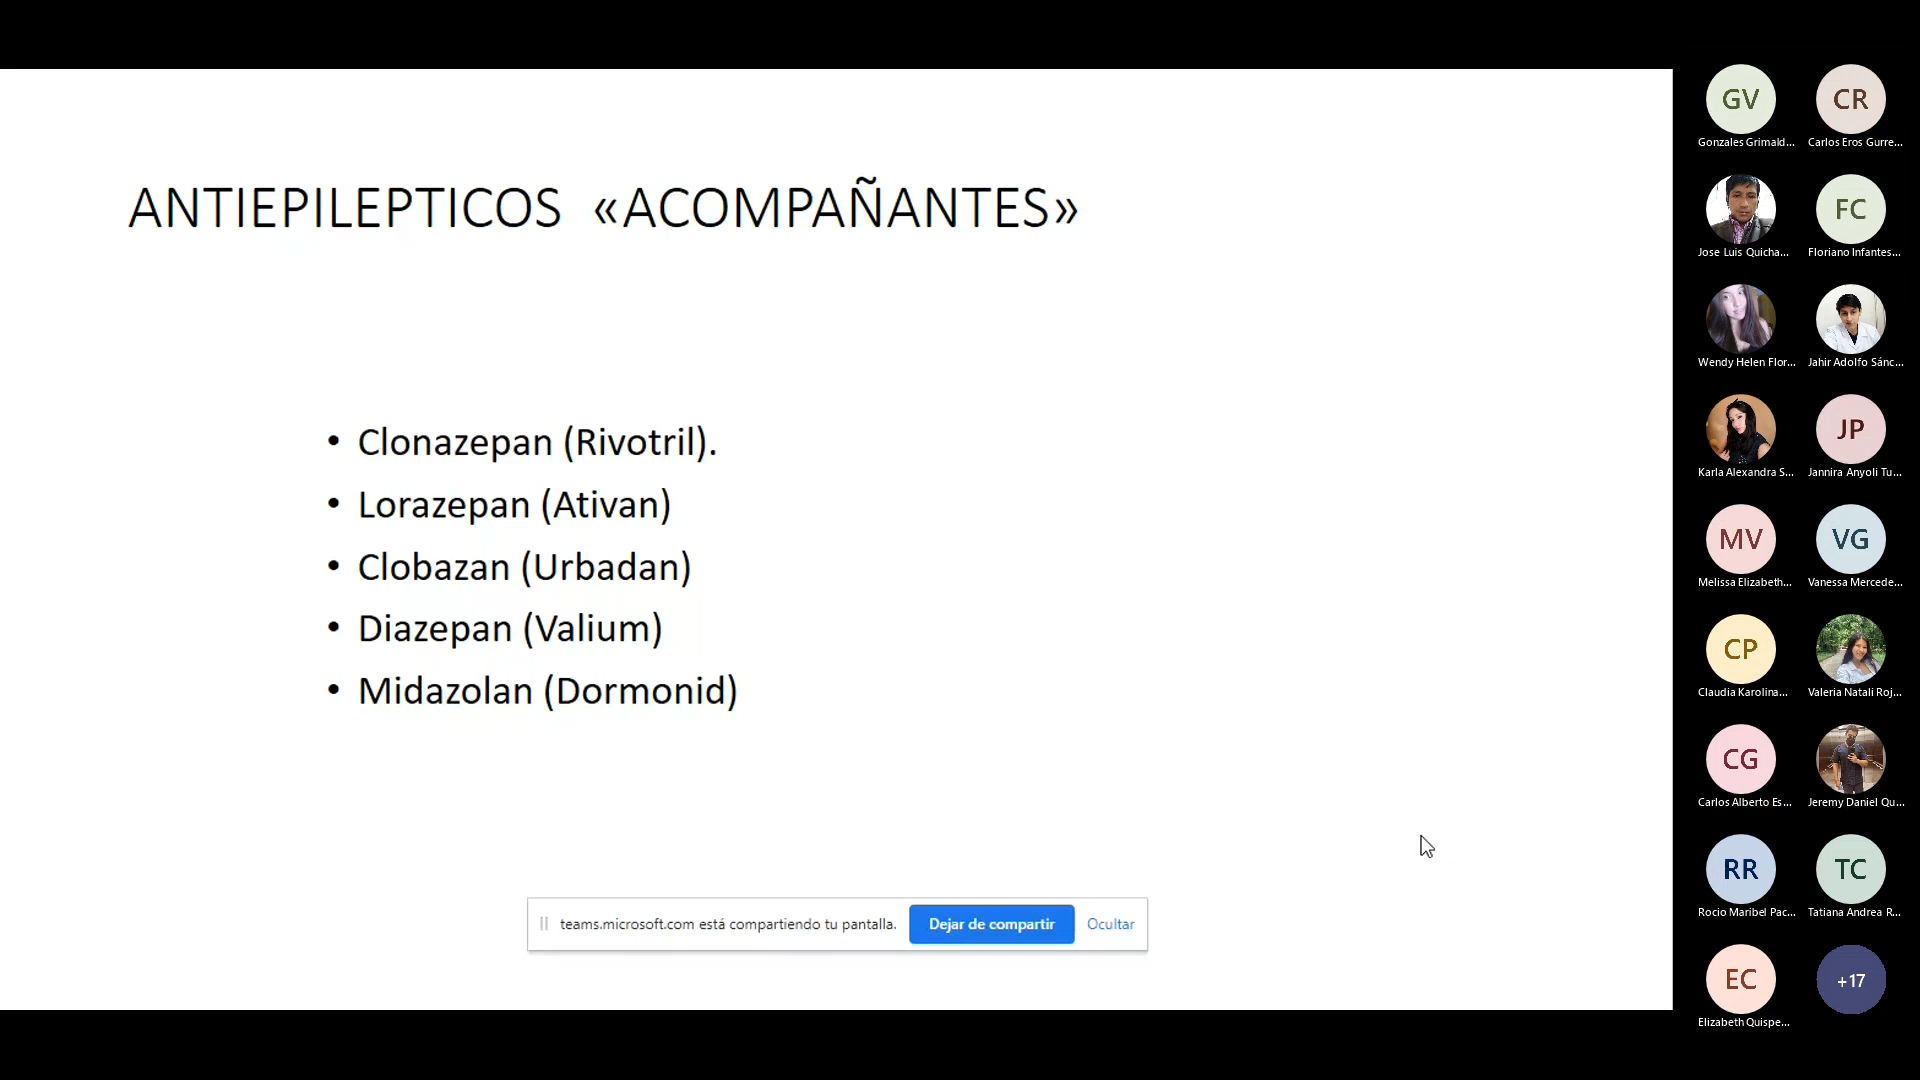 ANTIEPILEPTICOS «ACOMPAÑANTES»
• Clonazepan (Rivotril).
• Lorazepan (Ativan)
• Clobazan (Urbadan)
• Diazepan (Valium)
• Midazolan (Dormonid)
teams.microsoft.com está compartiendo tu pantalla. Dejar de compartir Ocultar
GV CR
Gonzales Grimald... Carlos Eros Gurre...
FC
Jose Luis Quicha... Floriano Infantes...
Wendy Helen Flor... Jahir Adolfo Sánc...
JP
Karla Alexandra S... Jannira Anyoli Tu...
MV VG
Melissa Elizabeth... Vanessa Mercede...
CP
Claudia Karolina... Valeria Natali Roj...
CG
Carlos Alberto Es... Jeremy Daniel Qu...
RR TC
Rocio Maribel Pac... Tatiana Andrea R...
EC +17
Elizabeth Quispe...